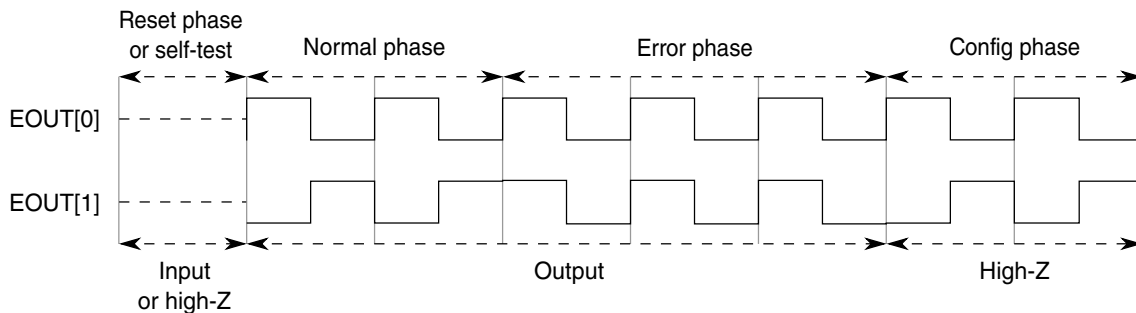 Reset phase
or self-test
Normal phase
Error phase
Config phase
EOUT[0]
EOUT[1]
Input
or high-Z
Output
High-Z